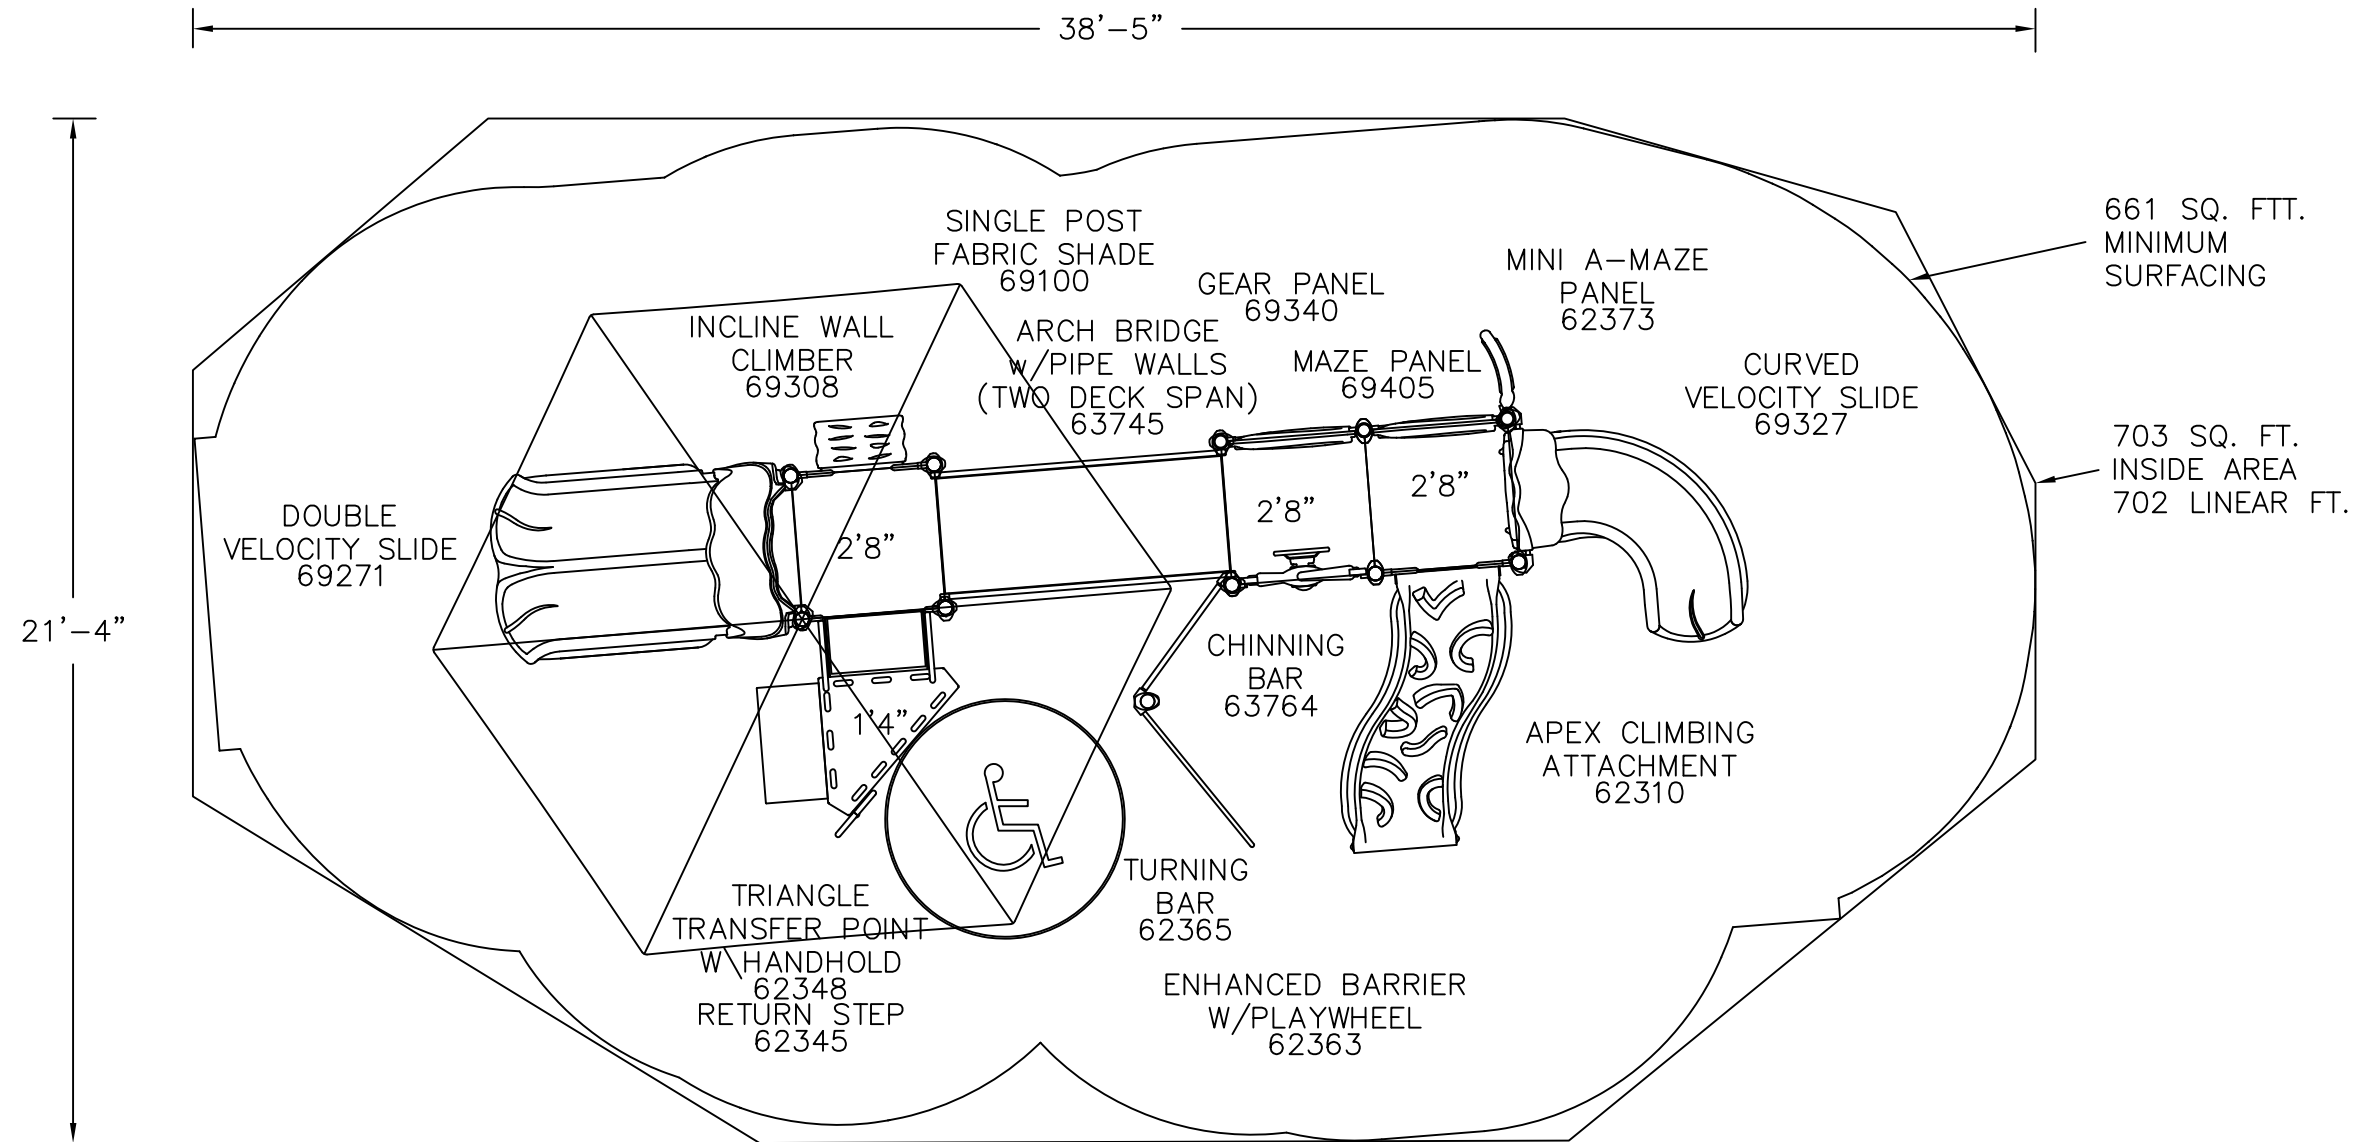 38'-5"
21'-4"
661 SQ. FTT.
MINIMUM
SURFACING
703 SQ. FT.
INSIDE AREA
702 LINEAR FT.
SINGLE POST
FABRIC SHADE
69100
INCLINE WALL
CLIMBER
69308
ARCH BRIDGE
w/PIPE WALLS
(TWO DECK SPAN)
63745
GEAR PANEL
69340
MAZE PANEL
69405
MINI A-MAZE
PANEL
62373
CURVED
VELOCITY SLIDE
69327
DOUBLE
VELOCITY SLIDE
69271
2'8"
2'8"
2'8"
1'4"
CHINNING
BAR
63764
APEX CLIMBING
ATTACHMENT
62310
TURNING
BAR
62365
TRIANGLE
TRANSFER POINT
W\HANDHOLD
62348
RETURN STEP
62345
ENHANCED BARRIER
W/PLAYWHEEL
62363